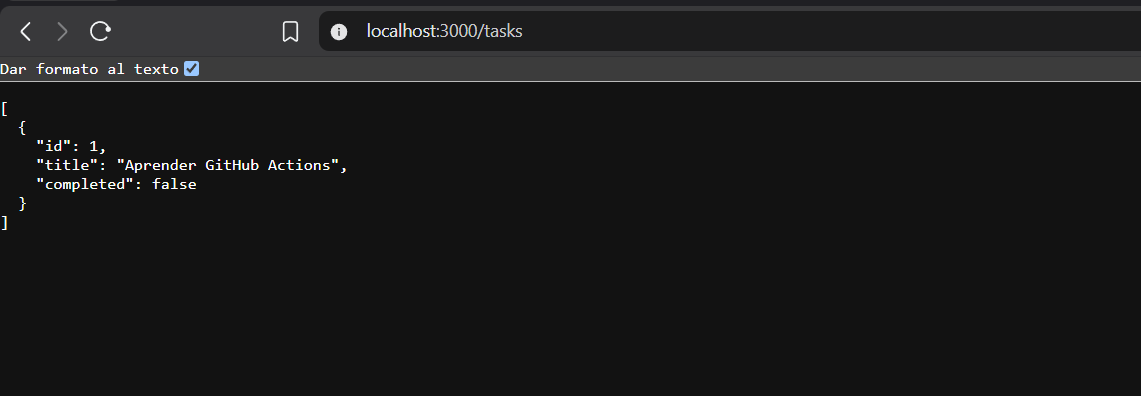 localhost:3000/tasks
Dar formato al texto
[
  {
    "id": 1,
    "title": "Aprender GitHub Actions",
    "completed": false
  }
]